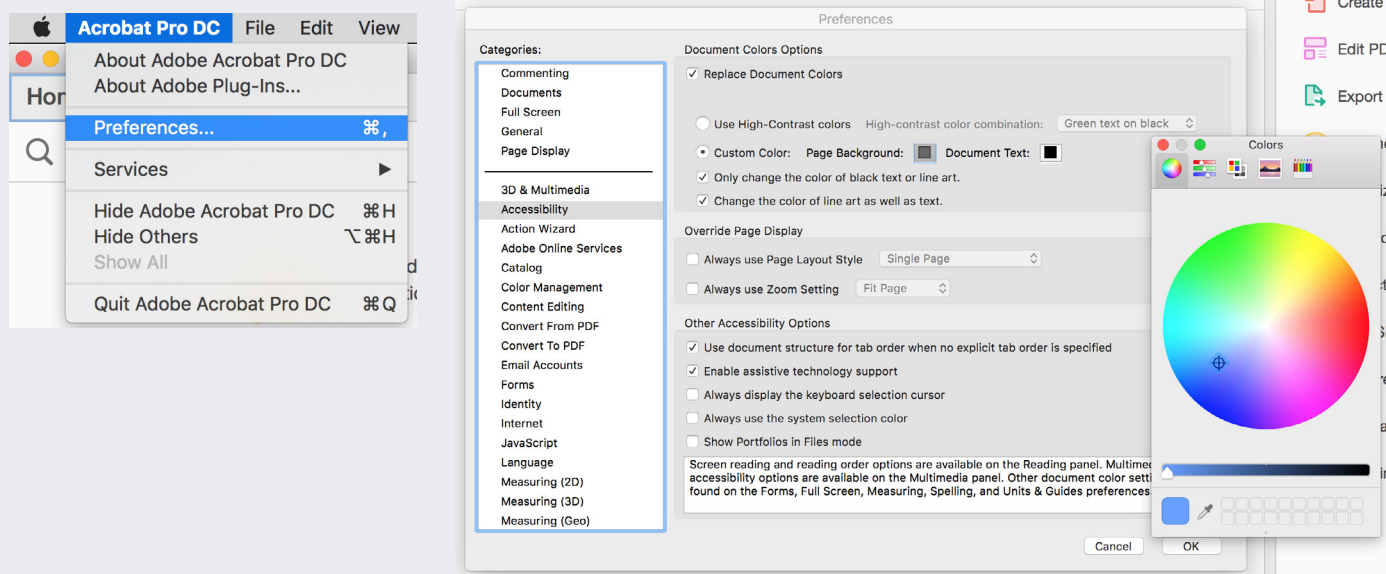 Acrobat Pro DC File Edit View
About Adobe Acrobat Pro DC
About Adobe Plug-Ins...
Preferences... ⌘,
Services
Hide Adobe Acrobat Pro DC ⌘H
Hide Others ⌥⌘H
Show All
Quit Adobe Acrobat Pro DC ⌘Q
Preferences
Categories:
Commenting
Documents
Full Screen
General
Page Display
3D & Multimedia
Accessibility
Action Wizard
Adobe Online Services
Catalog
Color Management
Content Editing
Convert From PDF
Convert To PDF
Email Accounts
Forms
Identity
Internet
JavaScript
Language
Measuring (2D)
Measuring (3D)
Measuring (Geo)
Document Colors Options
Replace Document Colors
Use High-Contrast colors High-contrast color combination: Green text on black
Custom Color: Page Background: Document Text:
Only change the color of black text or line art.
Change the color of line art as well as text.
Override Page Display
Always use Page Layout Style Single Page
Always use Zoom Setting Fit Page
Other Accessibility Options
Use document structure for tab order when no explicit tab order is specified
Enable assistive technology support
Always display the keyboard selection cursor
Always use the system selection color
Show Portfolios in Files mode
Screen reading and reading order options are available on the Reading panel. Multimed
accessibility options are available on the Multimedia panel. Other document color setti
found on the Forms, Full Screen, Measuring, Spelling, and Units & Guides preferences
Cancel OK
Colors
Create
Edit PD
Export